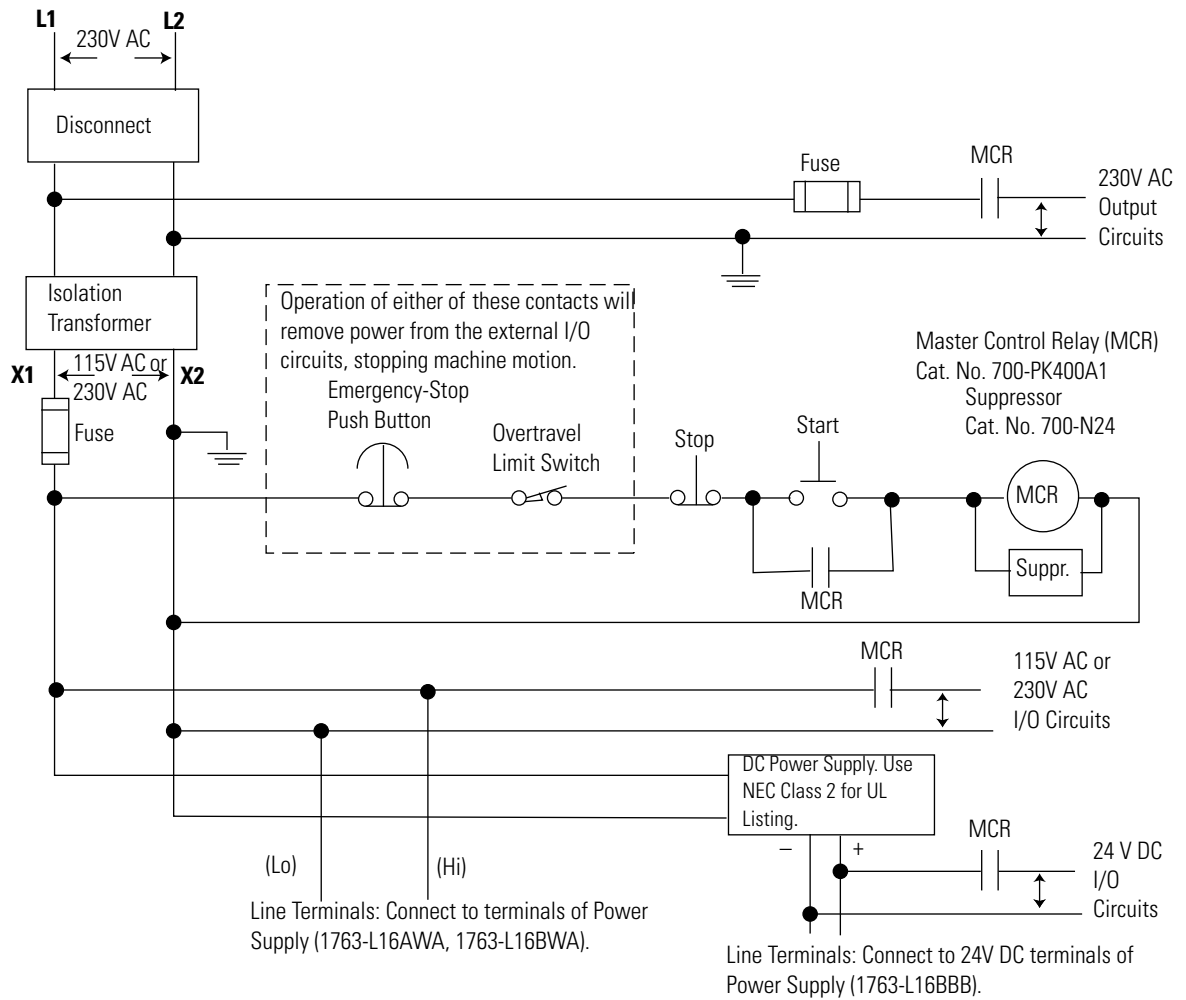 L1
L2
230V AC
Disconnect
Fuse
MCR
230V AC
Output
Circuits
Isolation
Transformer
Operation of either of these contacts will
remove power from the external I/O
circuits, stopping machine motion.
Emergency-Stop
Push Button
Overtravel
Limit Switch
Stop
Start
Master Control Relay (MCR)
Cat. No. 700-PK400A1
Suppressor
Cat. No. 700-N24
X1
115V AC or
230V AC
X2
Fuse
MCR
Suppr.
MCR
MCR
115V AC or
230V AC
I/O Circuits
DC Power Supply. Use
NEC Class 2 for UL
Listing.
– +
MCR
24 V DC
I/O
Circuits
(Lo)
(Hi)
Line Terminals: Connect to terminals of Power
Supply (1763-L16AWA, 1763-L16BWA).
Line Terminals: Connect to 24V DC terminals of
Power Supply (1763-L16BBB).